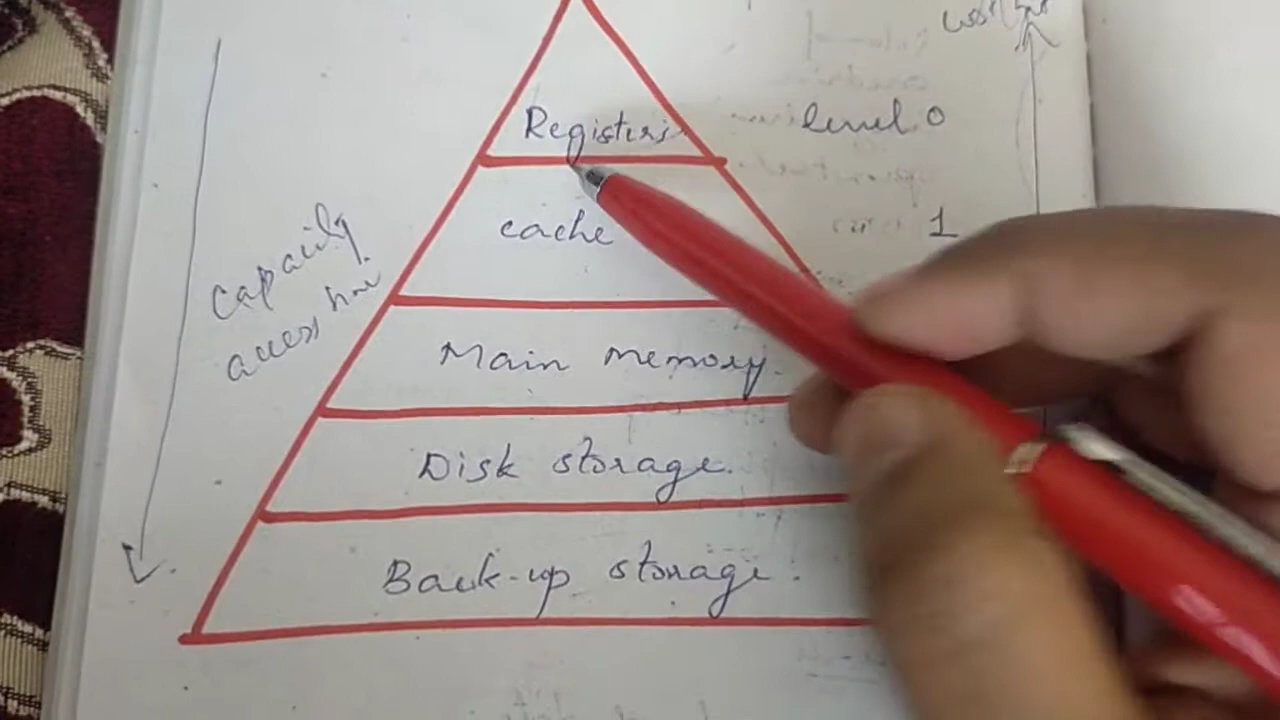 Registers
level 0
cache
1
Capacity
access time
Main memory.
Disk storage.
Back-up storage.